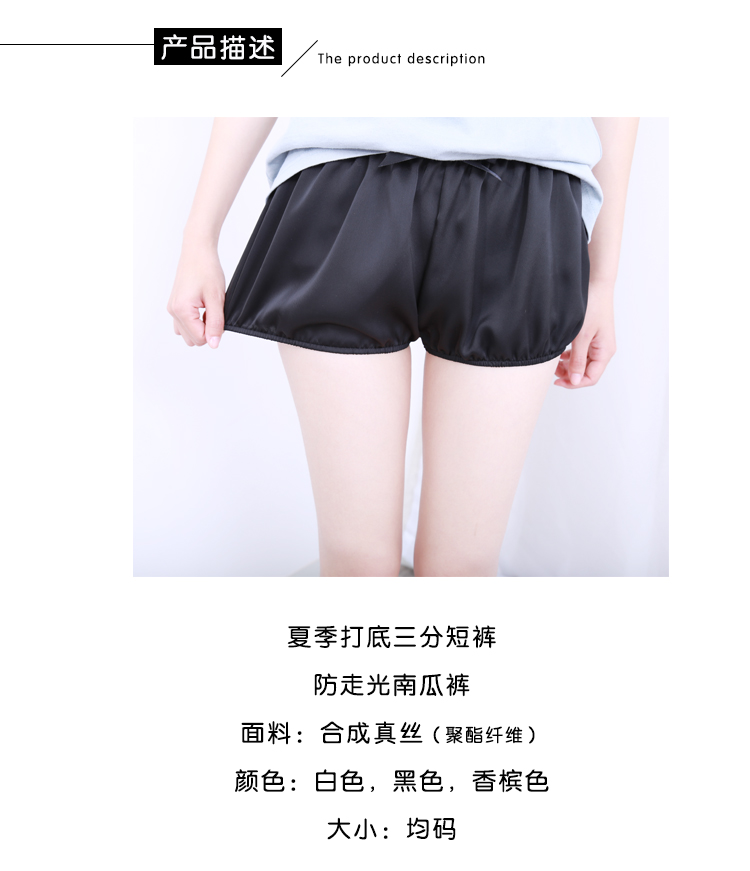 产品描述
The product description
夏季打底三分短裤
防走光南瓜裤
面料：合成真丝（聚酯纤维）
颜色：白色，黑色，香槟色
大小：均码